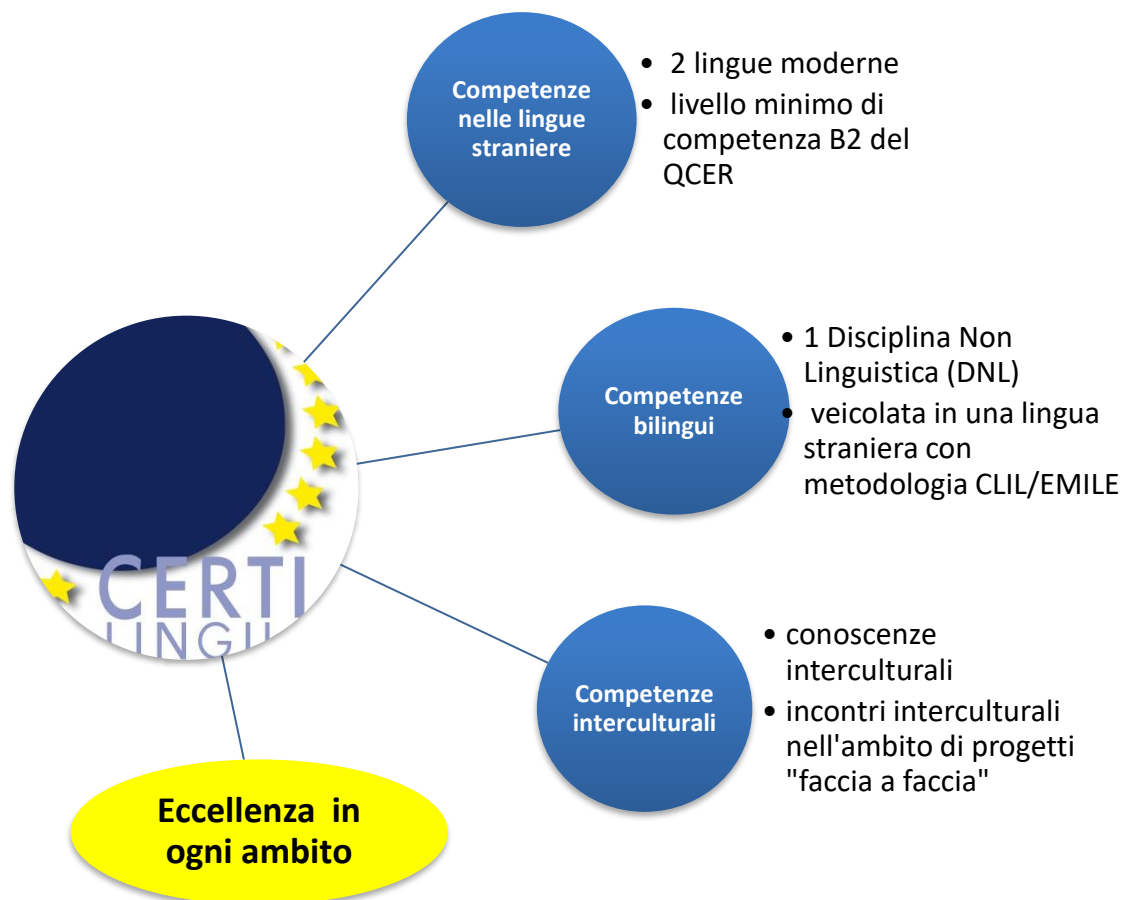 Competenze
nelle lingue
straniere
• 2 lingue moderne
• livello minimo di
competenza B2 del
QCER
Competenze
bilingui
• 1 Disciplina Non
Linguistica (DNL)
• veicolata in una lingua
straniera con
metodologia CLIL/EMILE
CERTI
LINGU
Competenze
interculturali
• conoscenze
interculturali
• incontri interculturali
nell'ambito di progetti
"faccia a faccia"
Eccellenza in
ogni ambito